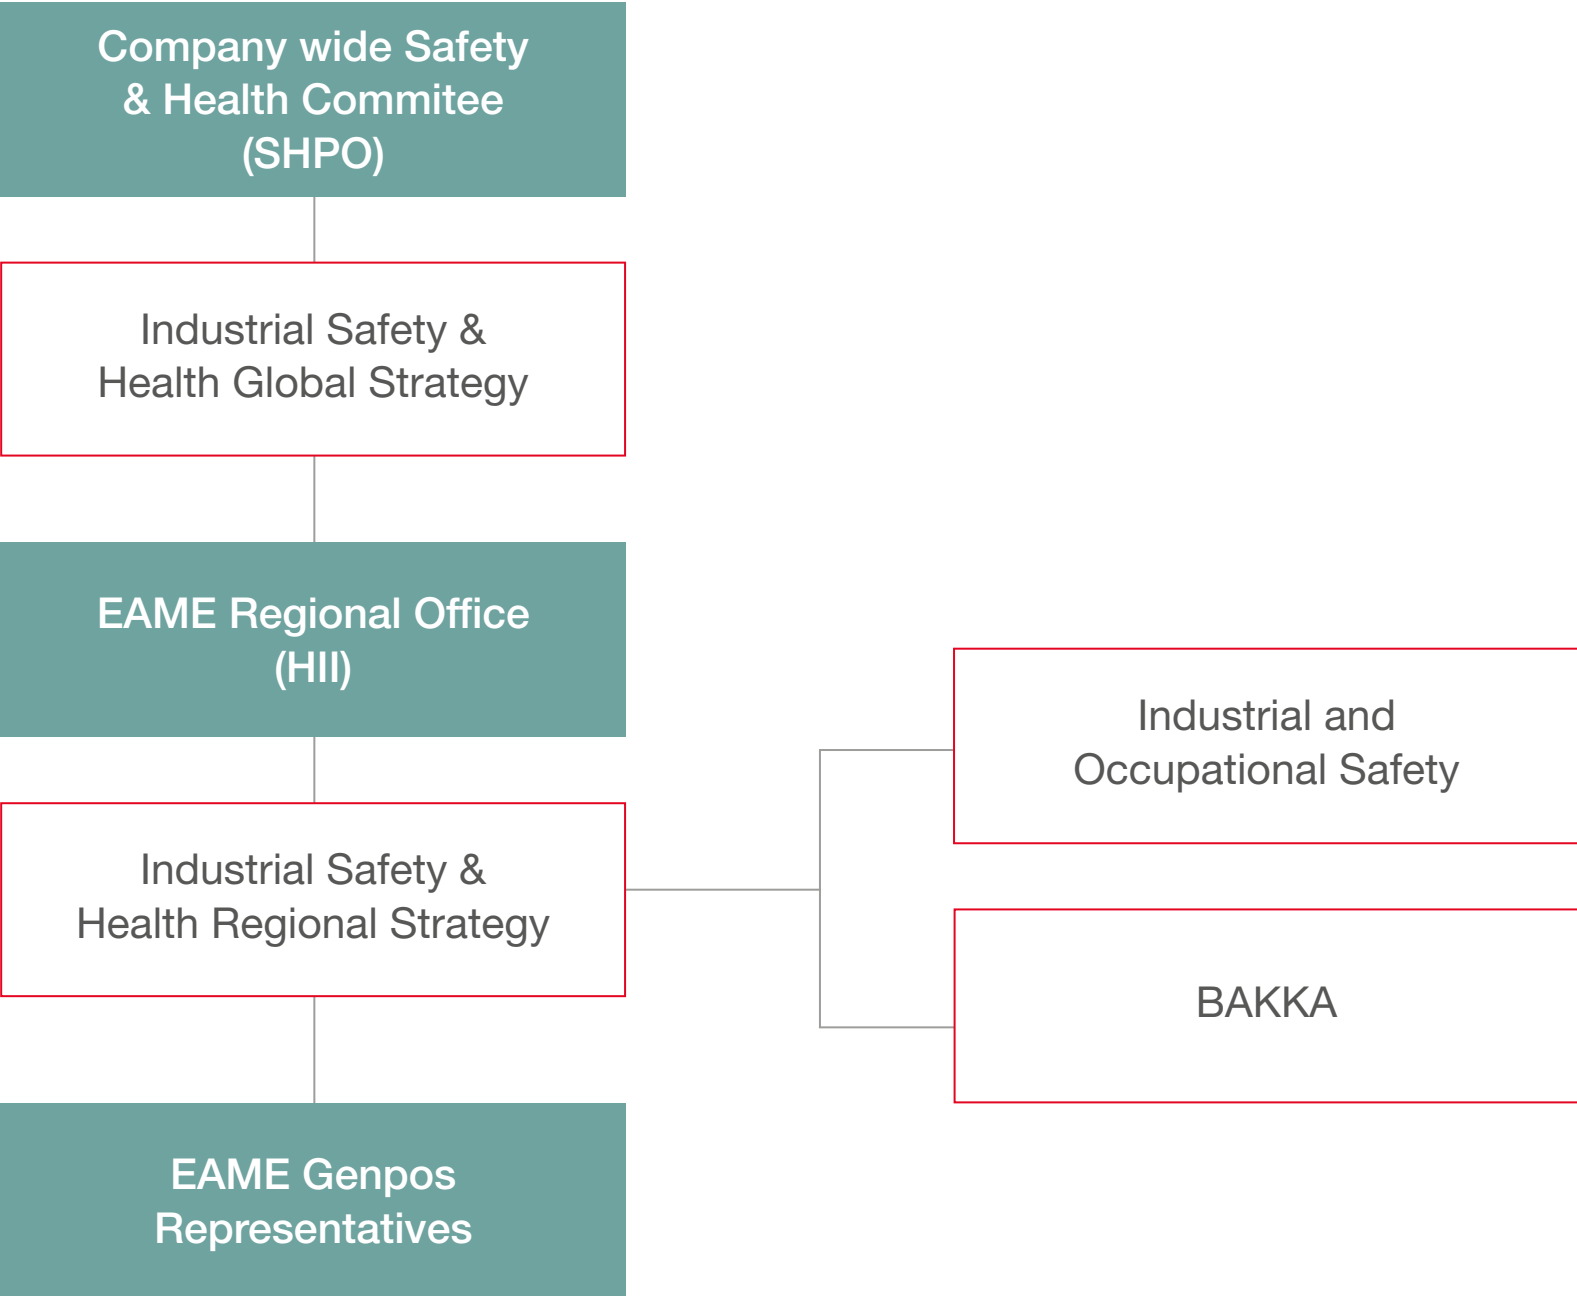 Company wide Safety
& Health Commitee
(SHPO)
Industrial Safety &
Health Global Strategy
EAME Regional Office
(HII)
Industrial Safety &
Health Regional Strategy
Industrial and
Occupational Safety
BAKKA
EAME Genpos
Representatives